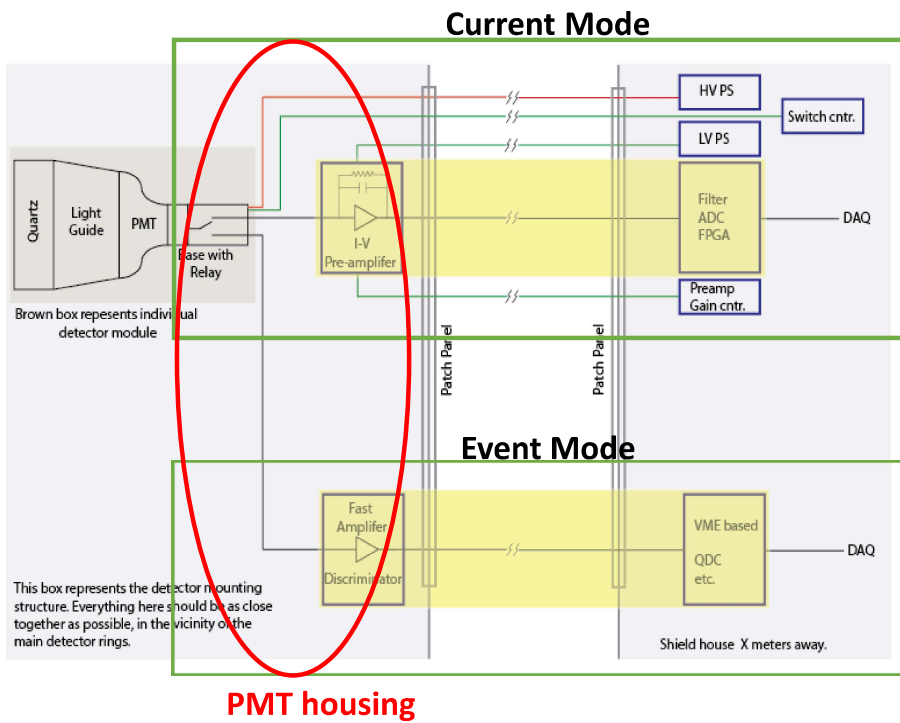 Current Mode
HV PS
Switch cntr.
LV PS
Quartz
Light
Guide
PMT
Base with
Relay
I-V
Pre-amplifer
Filter
ADC
FPGA
DAQ
Preamp
Gain cntr.
Brown box repesents individual
detector module
Patch Panel
Patch Panel
Event Mode
Fast
Amplifer
Discriminator
VME based
QDC
etc.
DAQ
This box represents the detector mounting
structure. Everything here should be as close
together as possible, in the vicinity of the
main detector rings.
Shield house X meters away.
PMT housing